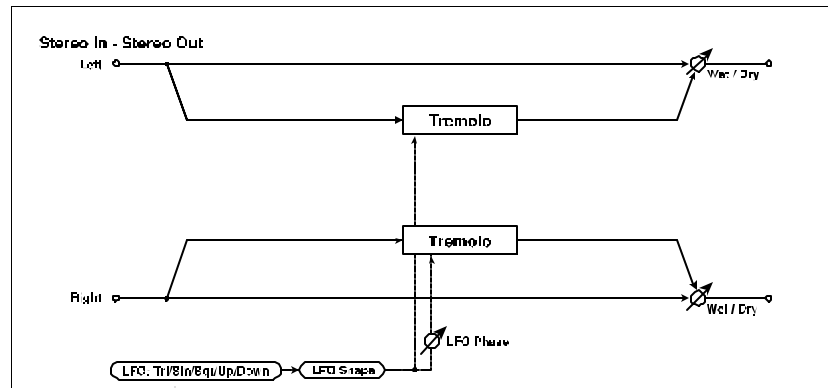 Stereo In - Stereo Out
Left
Wet / Dry
Tremolo
Tremolo
Right
Wet / Dry
LFO Phase
LFO: Tri/Sin/Sqr/Up/Down
LFO Shape